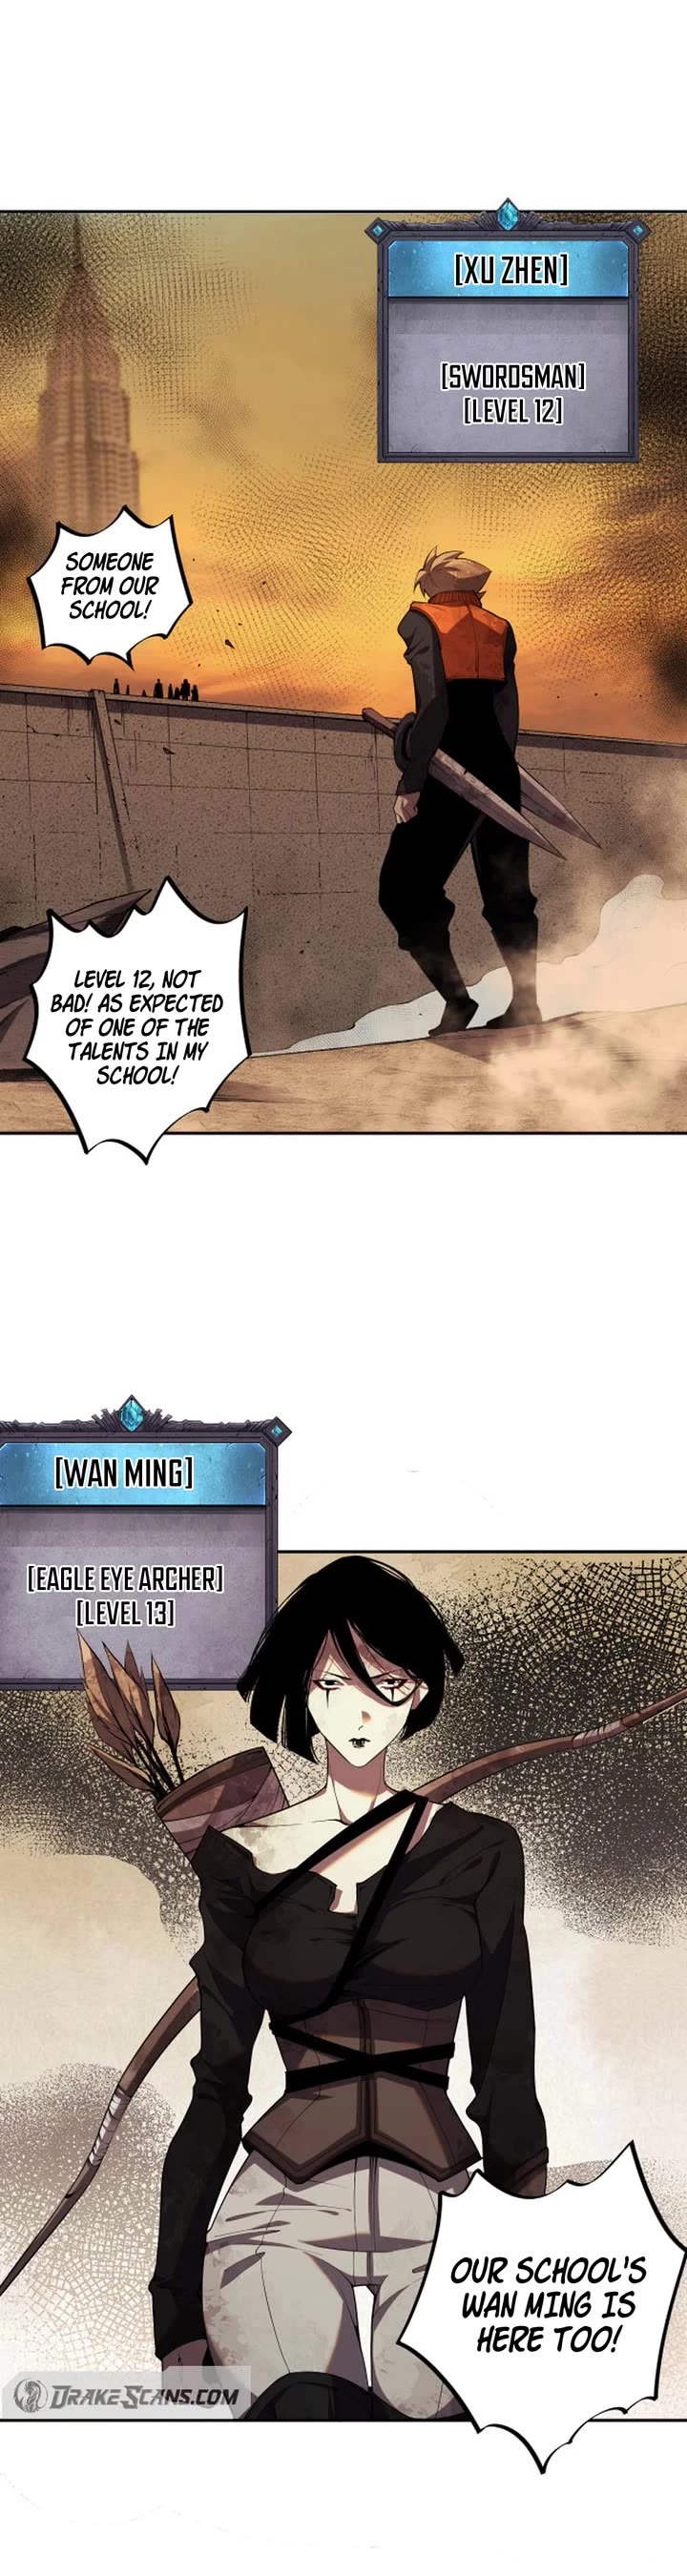 [XU ZHEN]
[SWORDSMAN]
[LEVEL 12]
SOMEONE
FROM OUR
SCHOOL!
LEVEL 12, NOT
BAD! AS EXPECTED
OF ONE OF THE
TALENTS IN MY
SCHOOL!
[WAN MING]
[EAGLE EYE ARCHER]
[LEVEL 13]
OUR SCHOOL'S
WAN MING IS
HERE TOO!
DRAKESCANS.COM